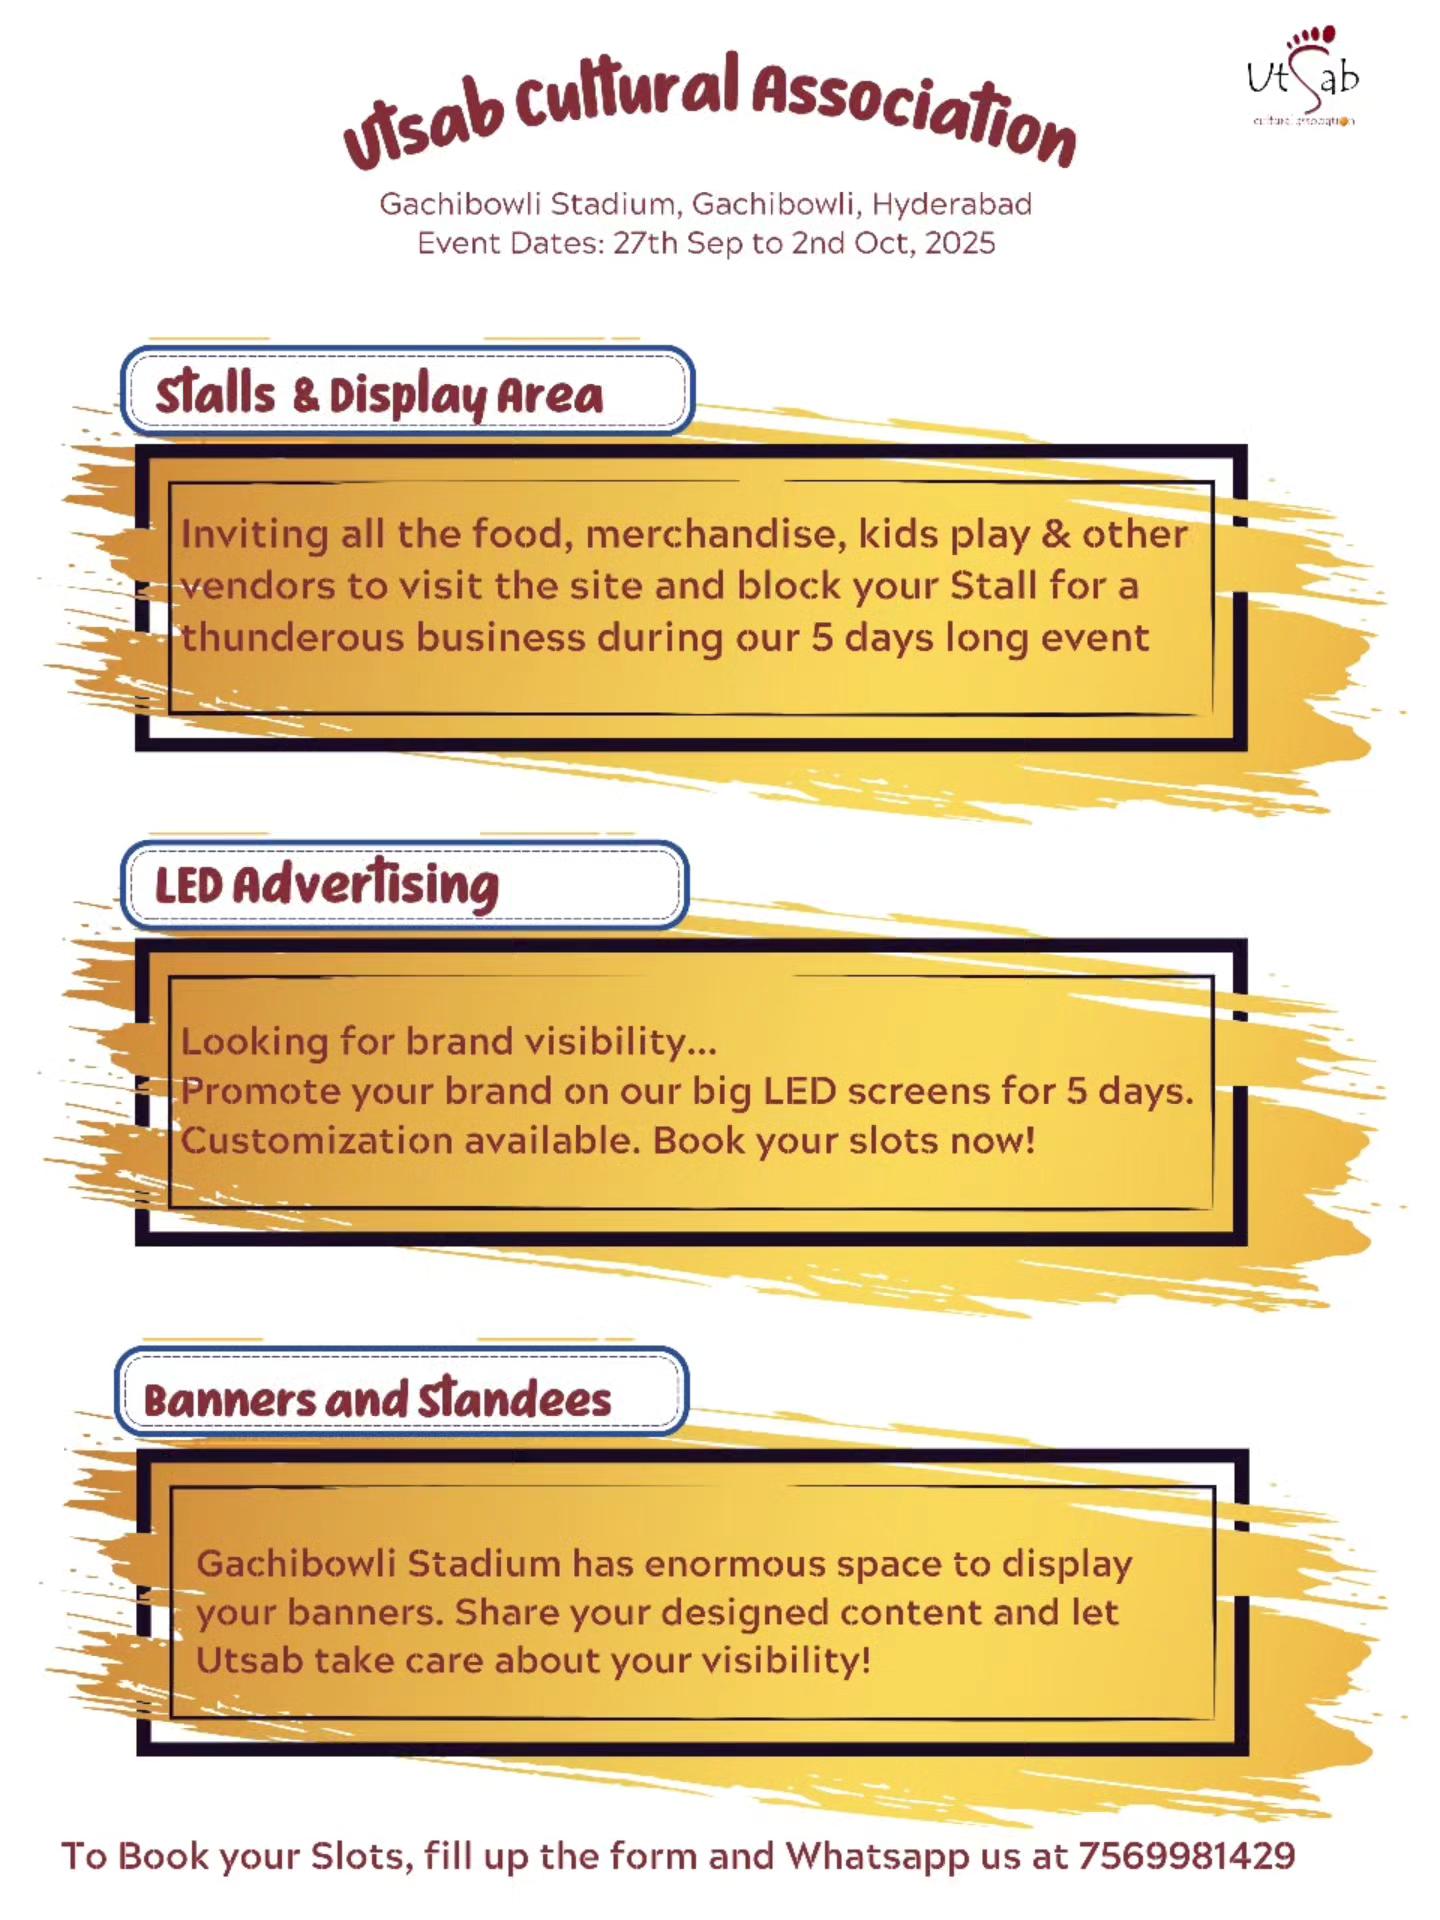 Utsab Cultural Association
Utsab
cultural association
Gachibowli Stadium, Gachibowli, Hyderabad
Event Dates: 27th Sep to 2nd Oct, 2025
Stalls & Display Area
Inviting all the food, merchandise, kids play & other
vendors to visit the site and block your Stall for a
thunderous business during our 5 days long event
LED Advertising
Looking for brand visibility...
Promote your brand on our big LED screens for 5 days.
Customization available. Book your slots now!
Banners and Standees
Gachibowli Stadium has enormous space to display
your banners. Share your designed content and let
Utsab take care about your visibility!
To Book your Slots, fill up the form and Whatsapp us at 7569981429